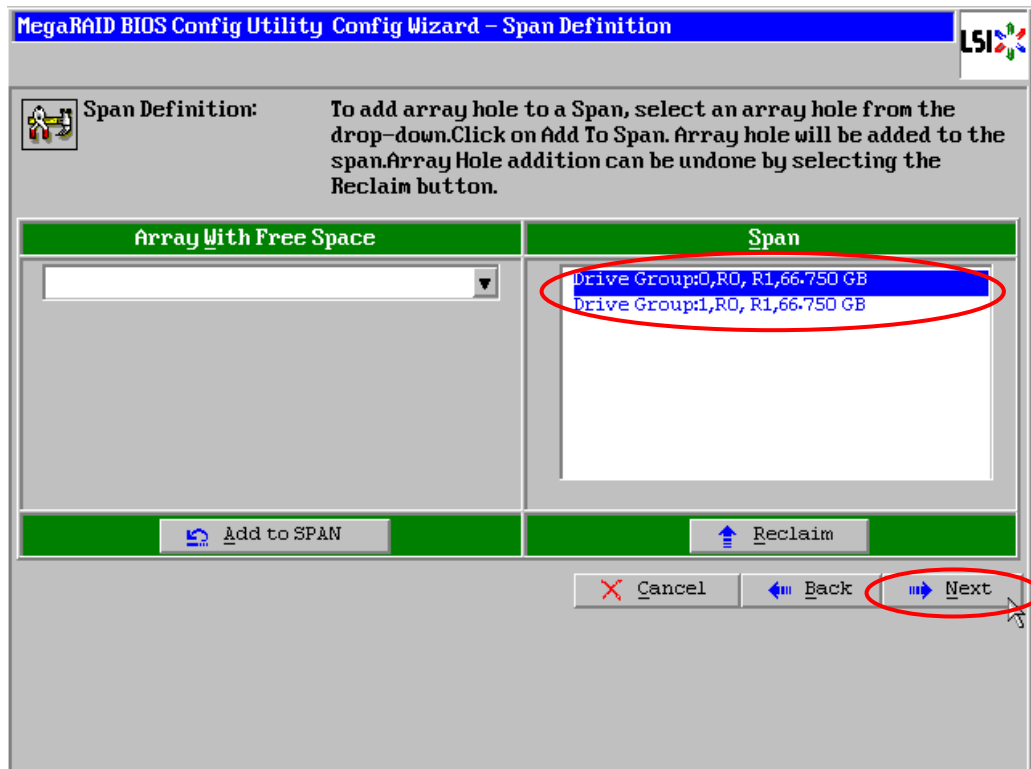 MegaRAID BIOS Config Utility Config Wizard – Span Definition
LSI
Span Definition:
To add array hole to a Span, select an array hole from the
drop-down.Click on Add To Span. Array hole will be added to the
span.Array Hole addition can be undone by selecting the
Reclaim button.
Array With Free Space
Span
Drive Group:0,R0, R1,66.750 GB
Drive Group:1,R0, R1,66.750 GB
Add to SPAN
Reclaim
Cancel
Back
Next